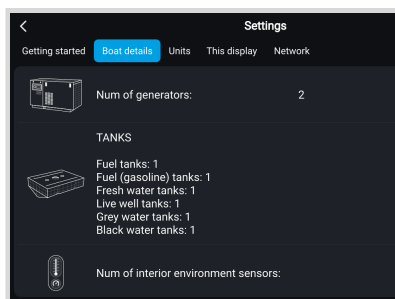 Settings
Getting started Boat details Units This display Network
Num of generators: 2
TANKS
Fuel tanks: 1
Fuel (gasoline) tanks: 1
Fresh water tanks: 1
Live well tanks: 1
Grey water tanks: 1
Black water tanks: 1
Num of interior environment sensors: